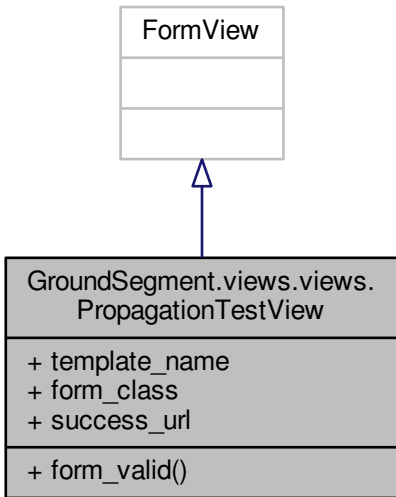 FormView
GroundSegment.views.views.
PropagationTestView
+ template_name
+ form_class
+ success_url
+ form_valid()